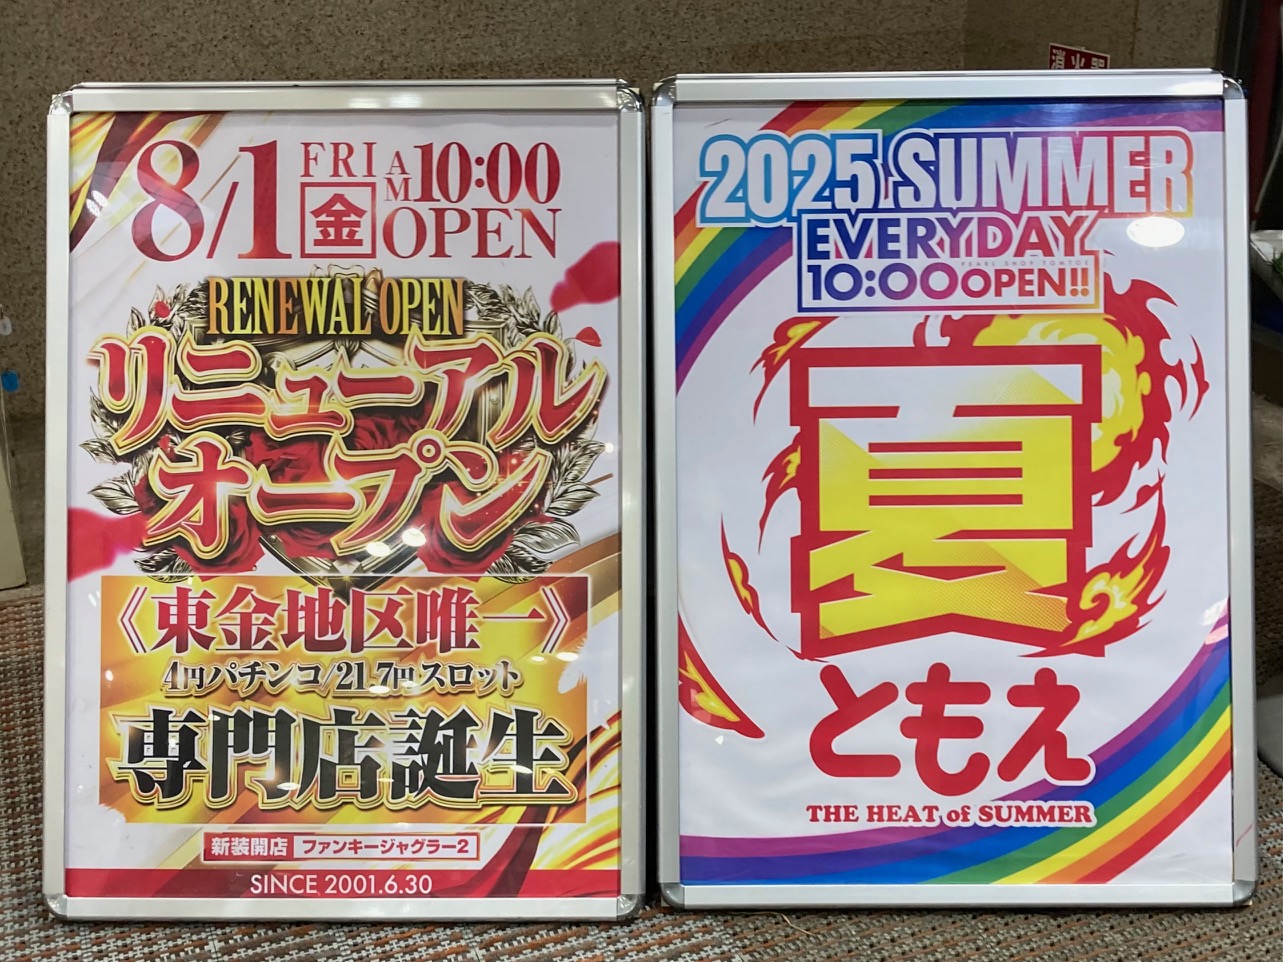 8/1 FRI 金 AM10:00 OPEN
RENEWAL OPEN
リニューアル
オープン
《東金地区唯一》
4円パチンコ/21.7円スロット
専門店誕生
新装開店 ファンキージャグラー2
SINCE 2001.6.30
2025 SUMMER
EVERYDAY
PEARL SHOP TOMOE
10:00OPEN!!
夏
ともえ
THE HEAT of SUMMER